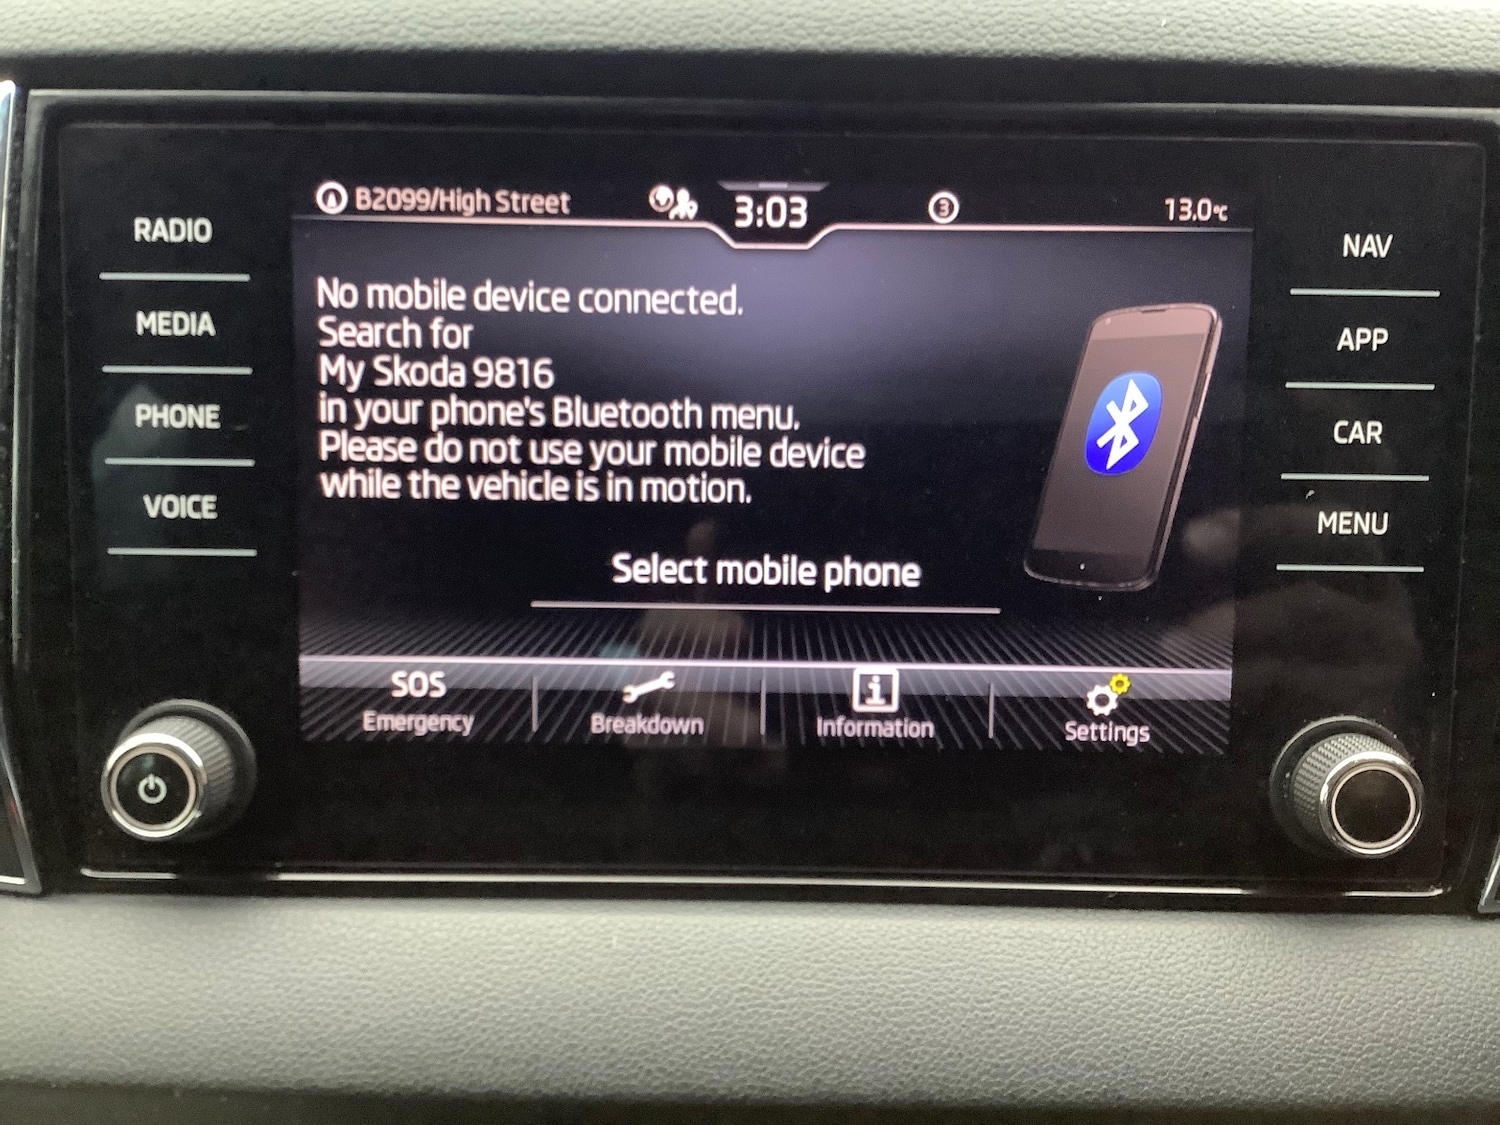 B2099/High Street
3:03
3
13.0°C
RADIO
MEDIA
PHONE
VOICE
No mobile device connected.
Search for
My Skoda 9816
in your phone's Bluetooth menu.
Please do not use your mobile device
while the vehicle is in motion.
Select mobile phone
SOS
Emergency
Breakdown
i
Information
Settings
NAV
APP
CAR
MENU